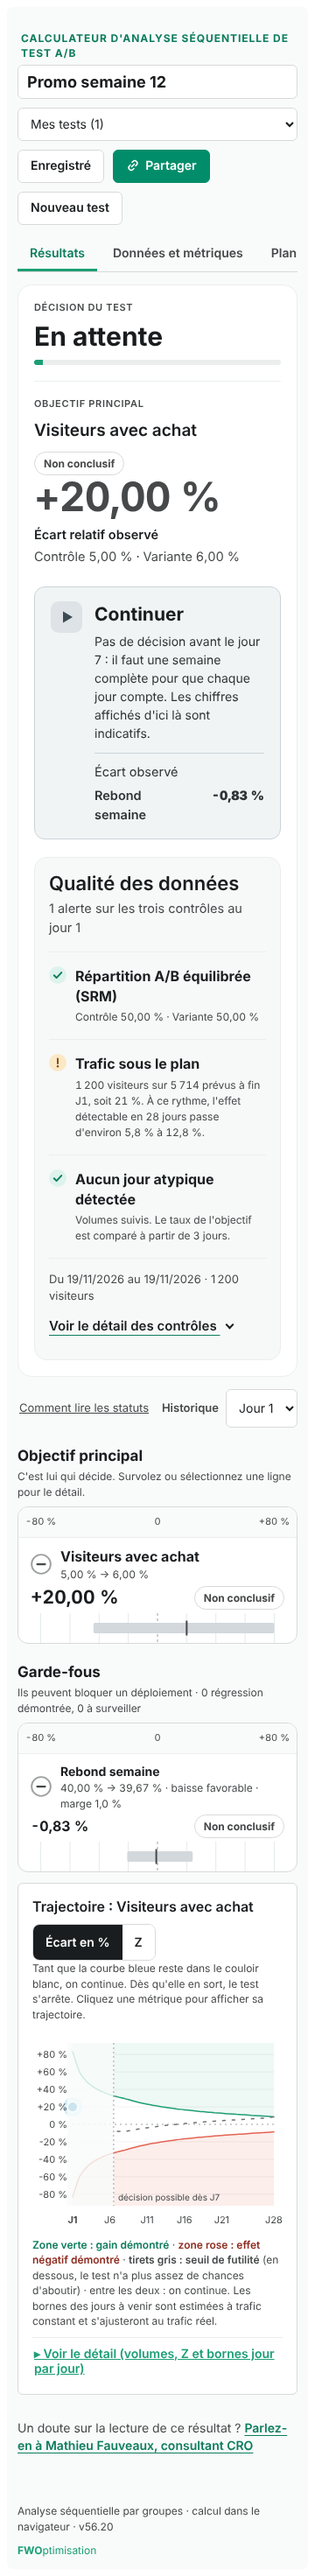 CALCULATEUR D'ANALYSE SÉQUENTIELLE DE
TEST A/B
Promo semaine 12
Mes tests (1)
Enregistré
Partager
Nouveau test
Résultats
Données et métriques
Plan
DÉCISION DU TEST
En attente
OBJECTIF PRINCIPAL
Visiteurs avec achat
Non conclusif
+20,00 %
Écart relatif observé
Contrôle 5,00 % · Variante 6,00 %
Continuer
Pas de décision avant le jour
7 : il faut une semaine
complète pour que chaque
jour compte. Les chiffres
affichés d'ici là sont
indicatifs.
Écart observé
Rebond
semaine
-0,83 %
Qualité des données
1 alerte sur les trois contrôles au
jour 1
Répartition A/B équilibrée
(SRM)
Contrôle 50,00 % · Variante 50,00 %
Trafic sous le plan
1 200 visiteurs sur 5 714 prévus à fin
J1, soit 21 %. À ce rythme, l'effet
détectable en 28 jours passe
d'environ 5,8 % à 12,8 %.
Aucun jour atypique
détectée
Volumes suivis. Le taux de l'objectif
est comparé à partir de 3 jours.
Du 19/11/2026 au 19/11/2026 · 1 200
visiteurs
Voir le détail des contrôles
Comment lire les statuts
Historique
Jour 1
Objectif principal
C'est lui qui décide. Survolez ou sélectionnez une ligne
pour le détail.
-80 %
0
+80 %
Visiteurs avec achat
5,00 % → 6,00 %
+20,00 %
Non conclusif
Garde-fous
Ils peuvent bloquer un déploiement · 0 régression
démontrée, 0 à surveiller
-80 %
0
+80 %
Rebond semaine
40,00 % → 39,67 % · baisse favorable ·
marge 1,0 %
-0,83 %
Non conclusif
Trajectoire : Visiteurs avec achat
Écart en %
Z
Tant que la courbe bleue reste dans le couloir
blanc, on continue. Dès qu'elle en sort, le test
s'arrête. Cliquez une métrique pour afficher sa
trajectoire.
+80 %
+60 %
+40 %
+20 %
0 %
-20 %
-40 %
-60 %
-80 %
décision possible dès J7
J1
J6
J11
J16
J21
J28
Zone verte : gain démontré · zone rose : effet
négatif démontré · tirets gris : seuil de futilité (en
dessous, le test n'a plus assez de chances
d'aboutir) · entre les deux : on continue. Les
bornes des jours à venir sont estimées à trafic
constant et s'ajusteront au trafic réel.
▸ Voir le détail (volumes, Z et bornes jour
par jour)
Un doute sur la lecture de ce résultat ? Parlez-
en à Mathieu Fauveaux, consultant CRO
Analyse séquentielle par groupes · calcul dans le
navigateur · v56.20
FWOptimisation